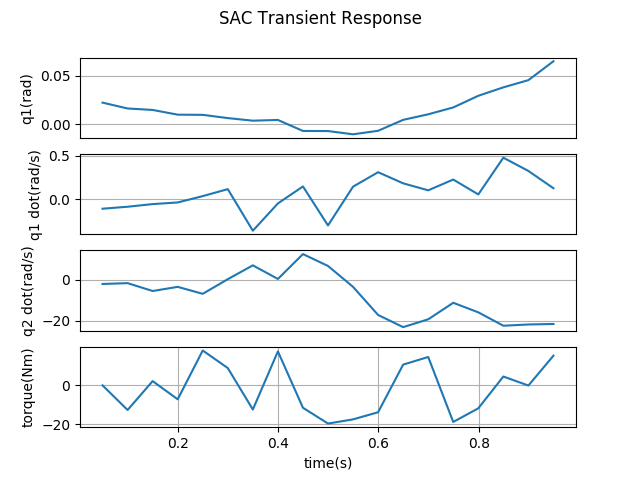 SAC Transient Response
0.05
0.00
q1(rad)
0.5
0.0
q1 dot(rad/s)
0
−20
q2 dot(rad/s)
0
−20
torque(Nm)
0.2 0.4 0.6 0.8
time(s)